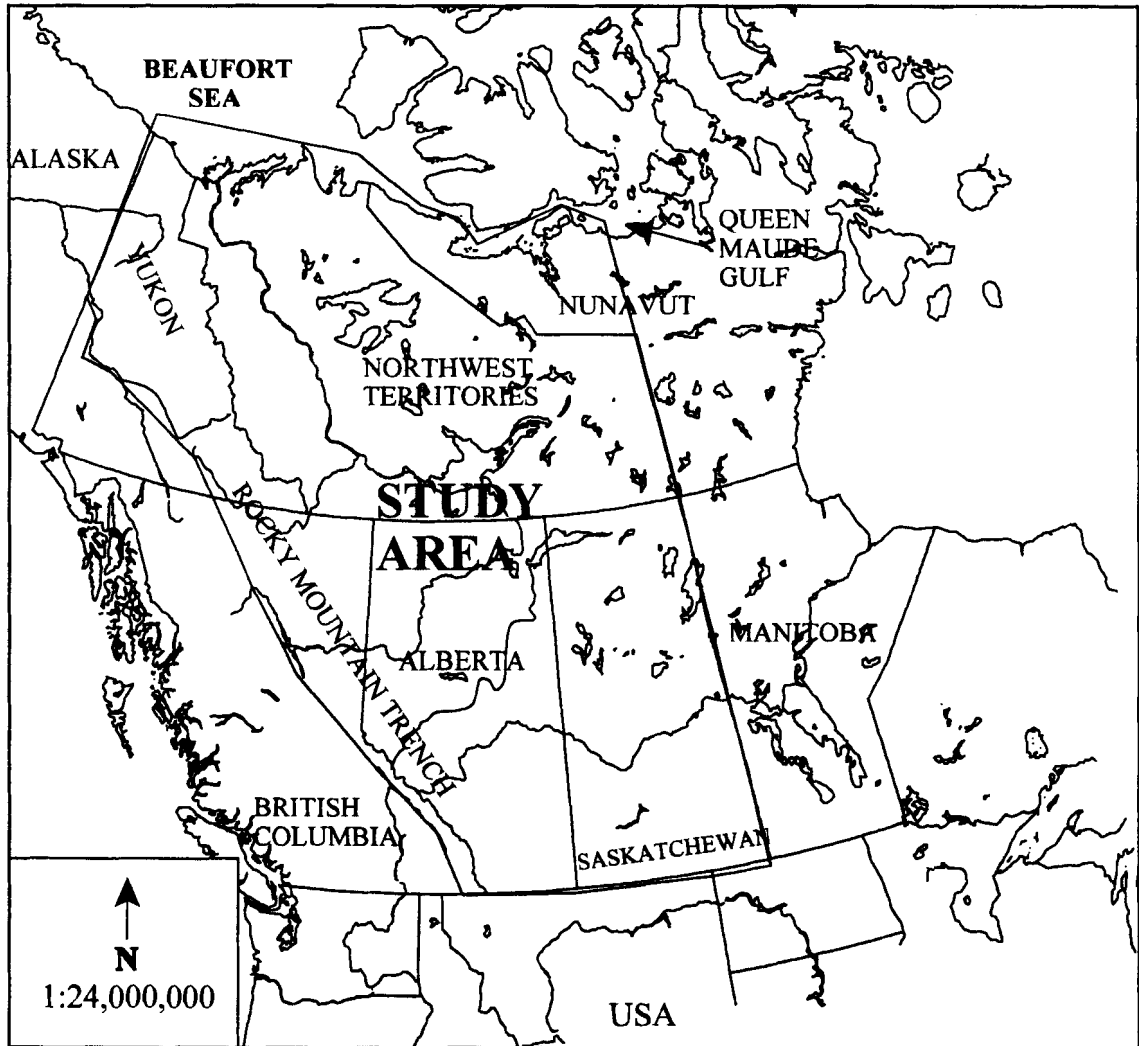 BEAUFORT
SEA
ALASKA
YUKON
QUEEN
MAUDE
GULF
NUNAVUT
NORTHWEST
TERRITORIES
STUDY
AREA
ROCKY MOUNTAIN TRENCH
MANITOBA
ALBERTA
BRITISH
COLUMBIA
SASKATCHEWAN
N
1:24,000,000
USA